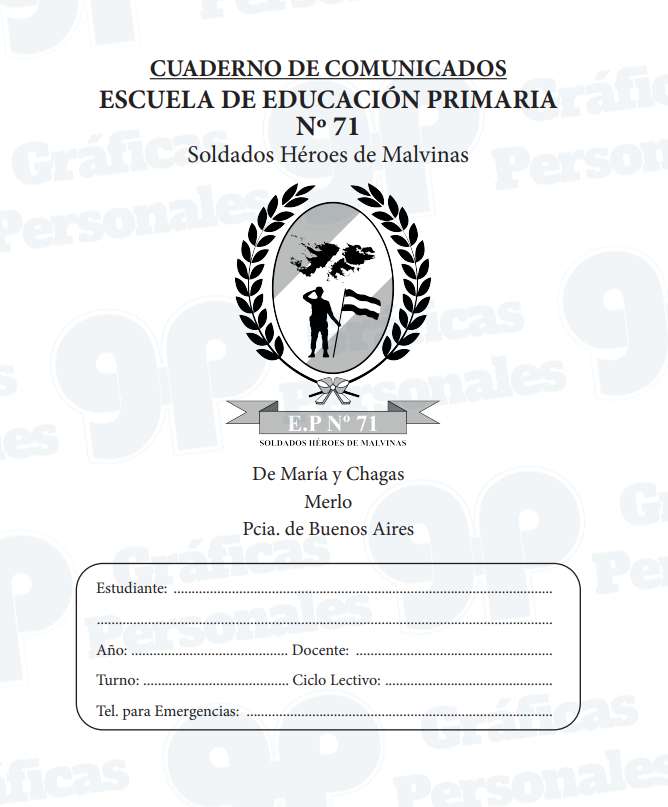 CUADERNO DE COMUNICADOS
ESCUELA DE EDUCACIÓN PRIMARIA
Nº 71
Soldados Héroes de Malvinas
E.P Nº 71
SOLDADOS HÉROES DE MALVINAS
De María y Chagas
Merlo
Pcia. de Buenos Aires
Estudiante: ........................................................................................................
..............................................................................................................................
Año: ........................................... Docente: ......................................................
Turno: ........................................ Ciclo Lectivo: ..............................................
Tel. para Emergencias: ....................................................................................
Gráficas
Personales
gp